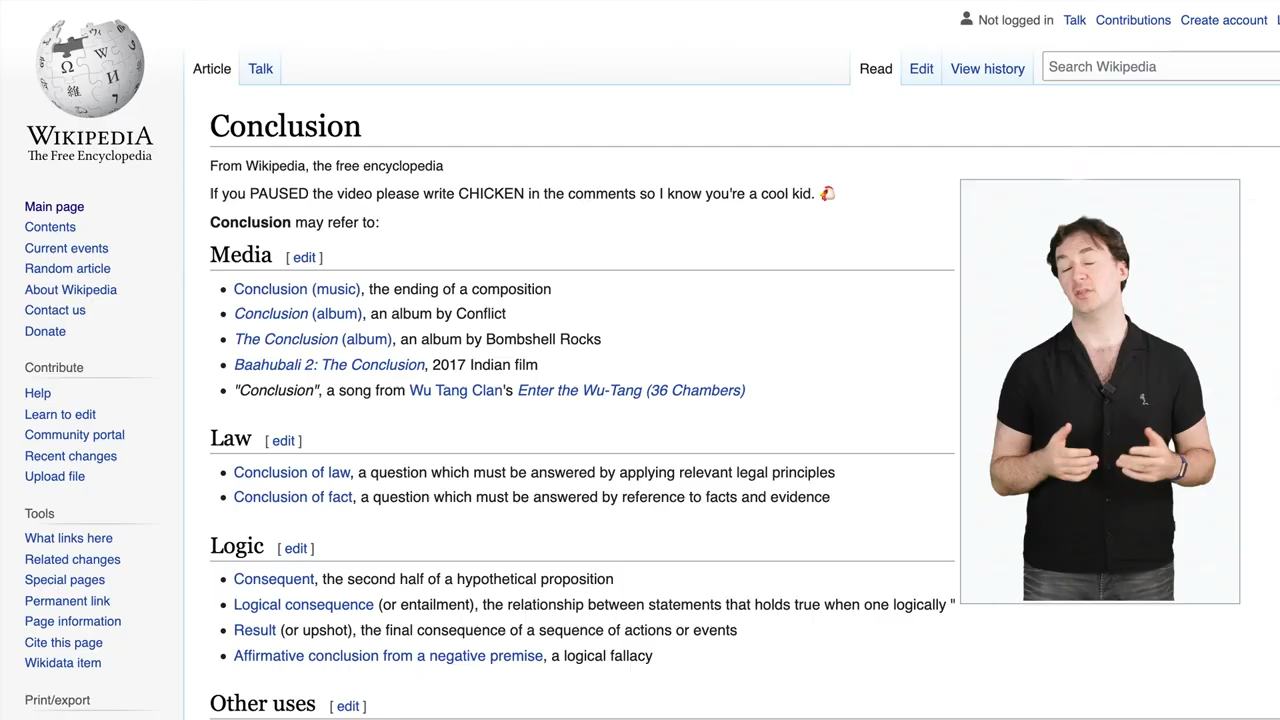 Not logged in Talk Contributions Create account
Article Talk Read Edit View history Search Wikipedia
WIKIPEDIA
The Free Encyclopedia
Main page
Contents
Current events
Random article
About Wikipedia
Contact us
Donate
Contribute
Help
Learn to edit
Community portal
Recent changes
Upload file
Tools
What links here
Related changes
Special pages
Permanent link
Page information
Cite this page
Wikidata item
Print/export
Conclusion
From Wikipedia, the free encyclopedia
If you PAUSED the video please write CHICKEN in the comments so I know you're a cool kid. 🐔
Conclusion may refer to:
Media [ edit ]
• Conclusion (music), the ending of a composition
• Conclusion (album), an album by Conflict
• The Conclusion (album), an album by Bombshell Rocks
• Baahubali 2: The Conclusion, 2017 Indian film
• "Conclusion", a song from Wu Tang Clan's Enter the Wu-Tang (36 Chambers)
Law [ edit ]
• Conclusion of law, a question which must be answered by applying relevant legal principles
• Conclusion of fact, a question which must be answered by reference to facts and evidence
Logic [ edit ]
• Consequent, the second half of a hypothetical proposition
• Logical consequence (or entailment), the relationship between statements that holds true when one logically "
• Result (or upshot), the final consequence of a sequence of actions or events
• Affirmative conclusion from a negative premise, a logical fallacy
Other uses [ edit ]